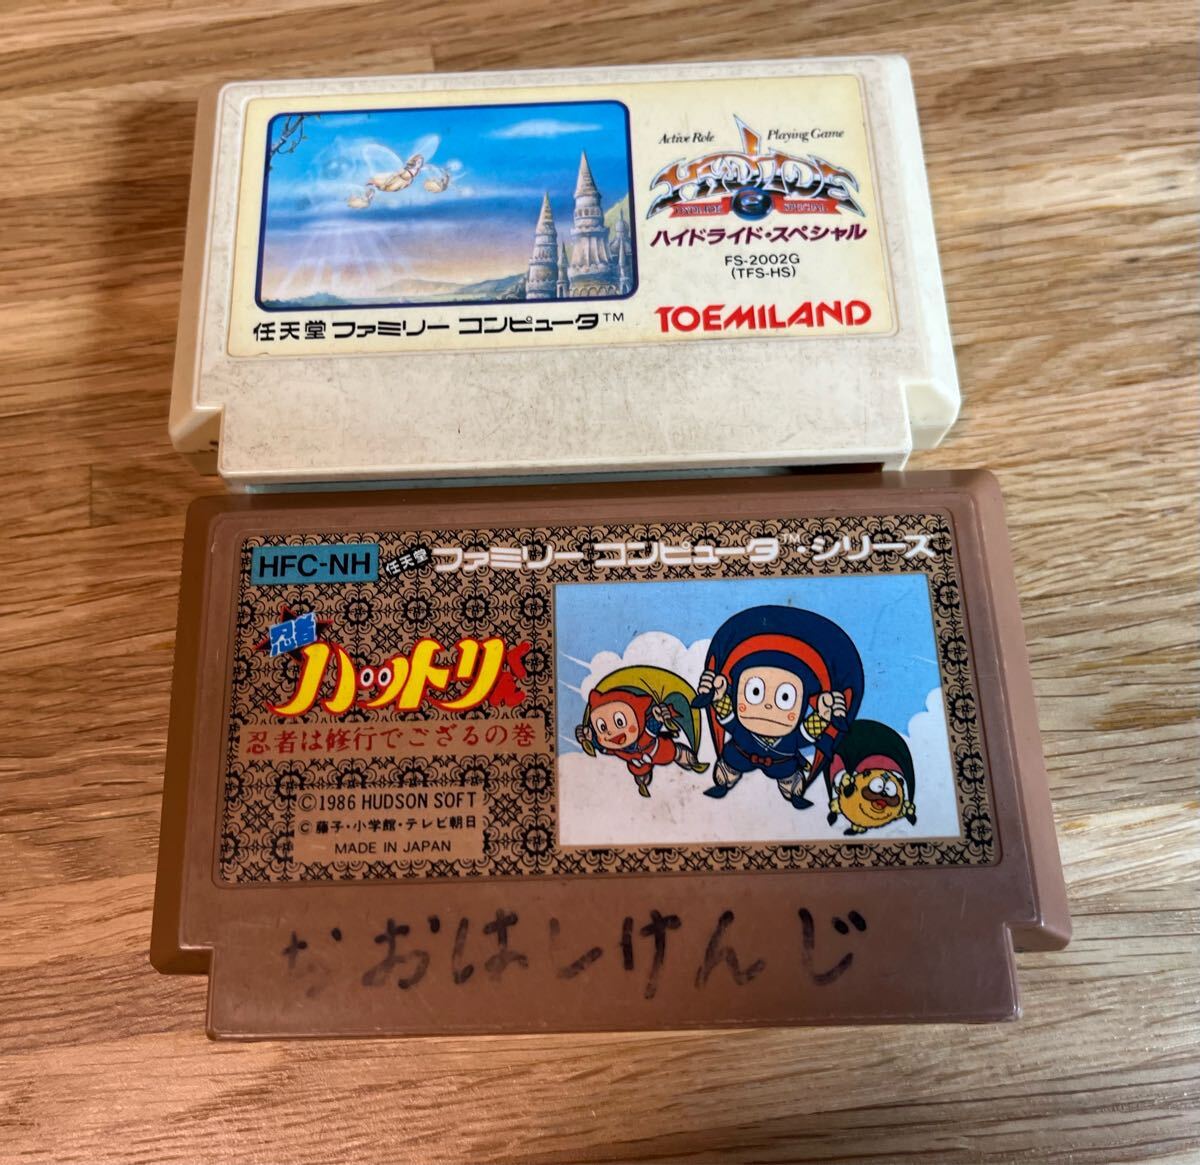 Active Role Playing Game
HYDLIDE
HYDLIDE SPECIAL
ハイドライド・スペシャル
FS-2002G
(TFS-HS)
任天堂 ファミリー コンピュータ™
TOEMILAND
HFC-NH 任天堂 ファミリー コンピュータ™・シリーズ
忍者
ハットリくん
忍者は修行でござるの巻
©1986 HUDSON SOFT
©藤子・小学館・テレビ朝日
MADE IN JAPAN
おはしけんじ